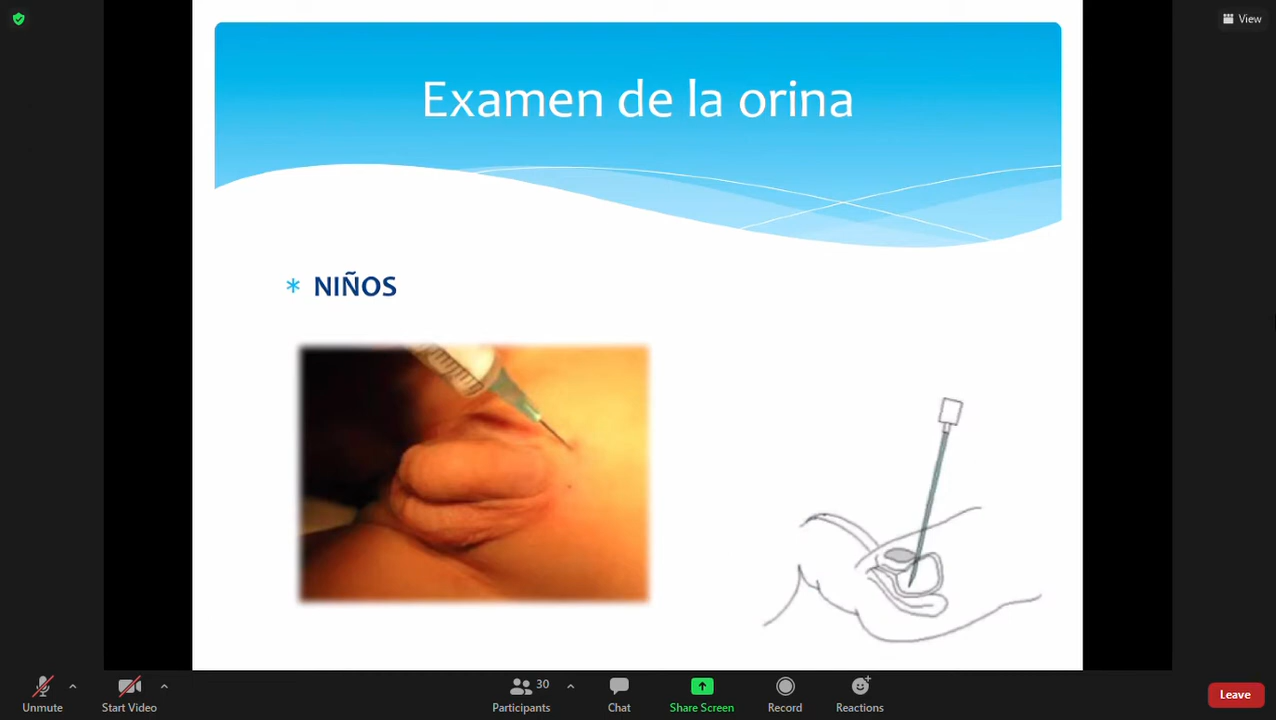 View
Examen de la orina
* NIÑOS
Unmute
Start Video
30
Participants
Chat
Share Screen
Record
Reactions
Leave